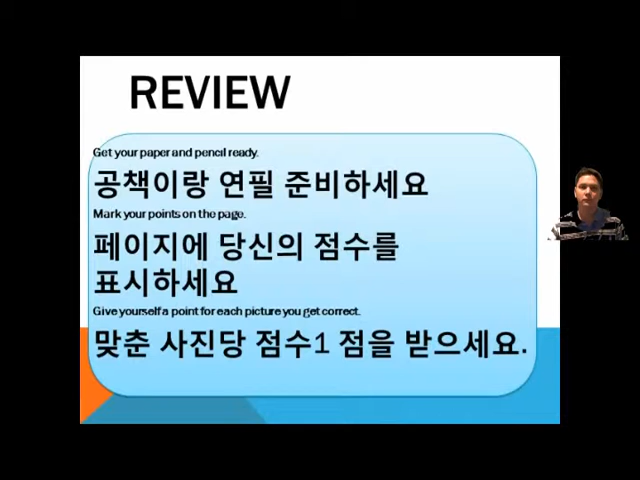 REVIEW
Get your paper and pencil ready.
공책이랑 연필 준비하세요
Mark your points on the page.
페이지에 당신의 점수를
표시하세요
Give yourself a point for each picture you get correct.
맞춘 사진당 점수1 점을 받으세요.